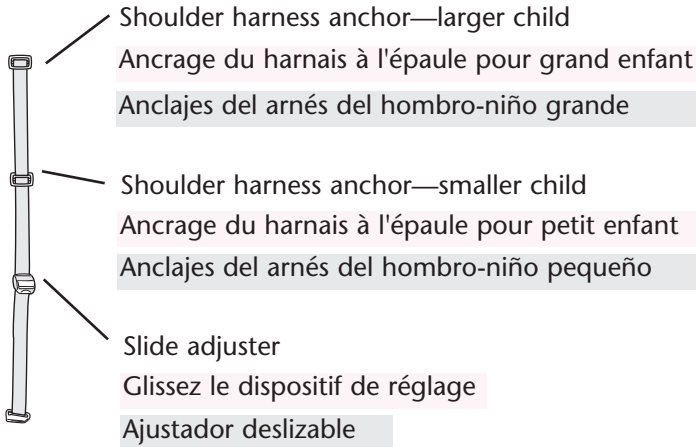 Shoulder harness anchor—larger child
Ancrage du harnais à l'épaule pour grand enfant
Anclajes del arnés del hombro-niño grande
Shoulder harness anchor—smaller child
Ancrage du harnais à l'épaule pour petit enfant
Anclajes del arnés del hombro-niño pequeño
Slide adjuster
Glissez le dispositif de réglage
Ajustador deslizable